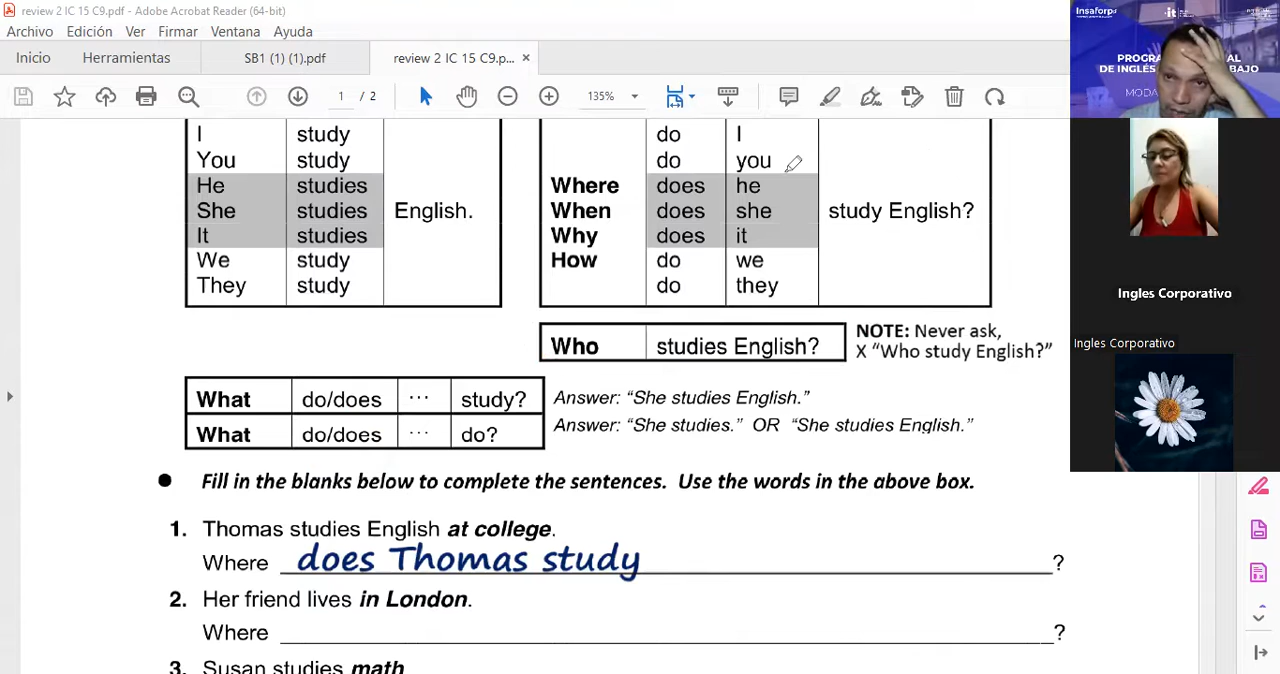 review 2 IC 15 C9.pdf - Adobe Acrobat Reader (64-bit)
Archivo Edición Ver Firmar Ventana Ayuda
Inicio Herramientas SB1 (1) (1).pdf review 2 IC 15 C9.p... ×
1 / 2 135%
I study
You study
He studies
She studies English.
It studies
We study
They study
do I
do you
Where does he
When does she study English?
Why does it
How do we
do they
Who studies English?
NOTE: Never ask,
X “Who study English?”
What do/does ... study? Answer: “She studies English.”
What do/does ... do? Answer: “She studies.” OR “She studies English.”
● Fill in the blanks below to complete the sentences. Use the words in the above box.
1. Thomas studies English at college.
Where does Thomas study ?
2. Her friend lives in London.
Where ?
3. Susan studies math
Insaforp
it
Ingles Corporativo
Ingles Corporativo